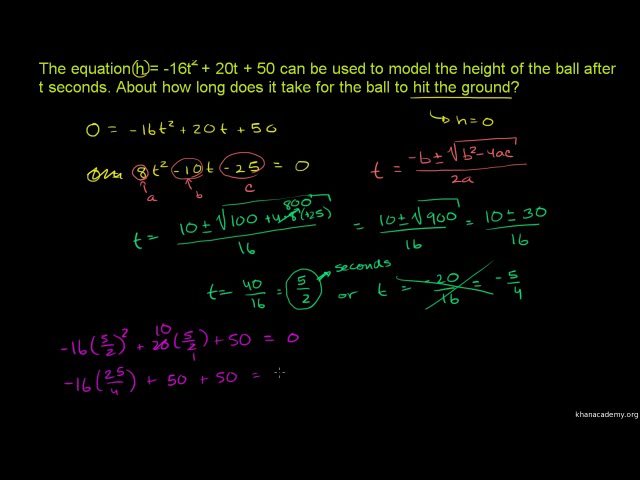 The equation h = -16t² + 20t + 50 can be used to model the height of the ball after
t seconds. About how long does it take for the ball to hit the ground?
↳ h = 0
0 = -16t² + 20t + 50
8t² - 10t - 25 = 0
a b c
t = (-b ± √(b² - 4ac)) / 2a
t = (10 ± √(100 + 4·8(+25))) / 16 = (10 ± √900) / 16 = (10 ± 30) / 16
800
t = 40/16 = 5/2 seconds or t = -20/16 = -5/4
-16(5/2)² + 20(5/2) + 50 = 0
10
1
-16(25/4) + 50 + 50 =
khanacademy.org